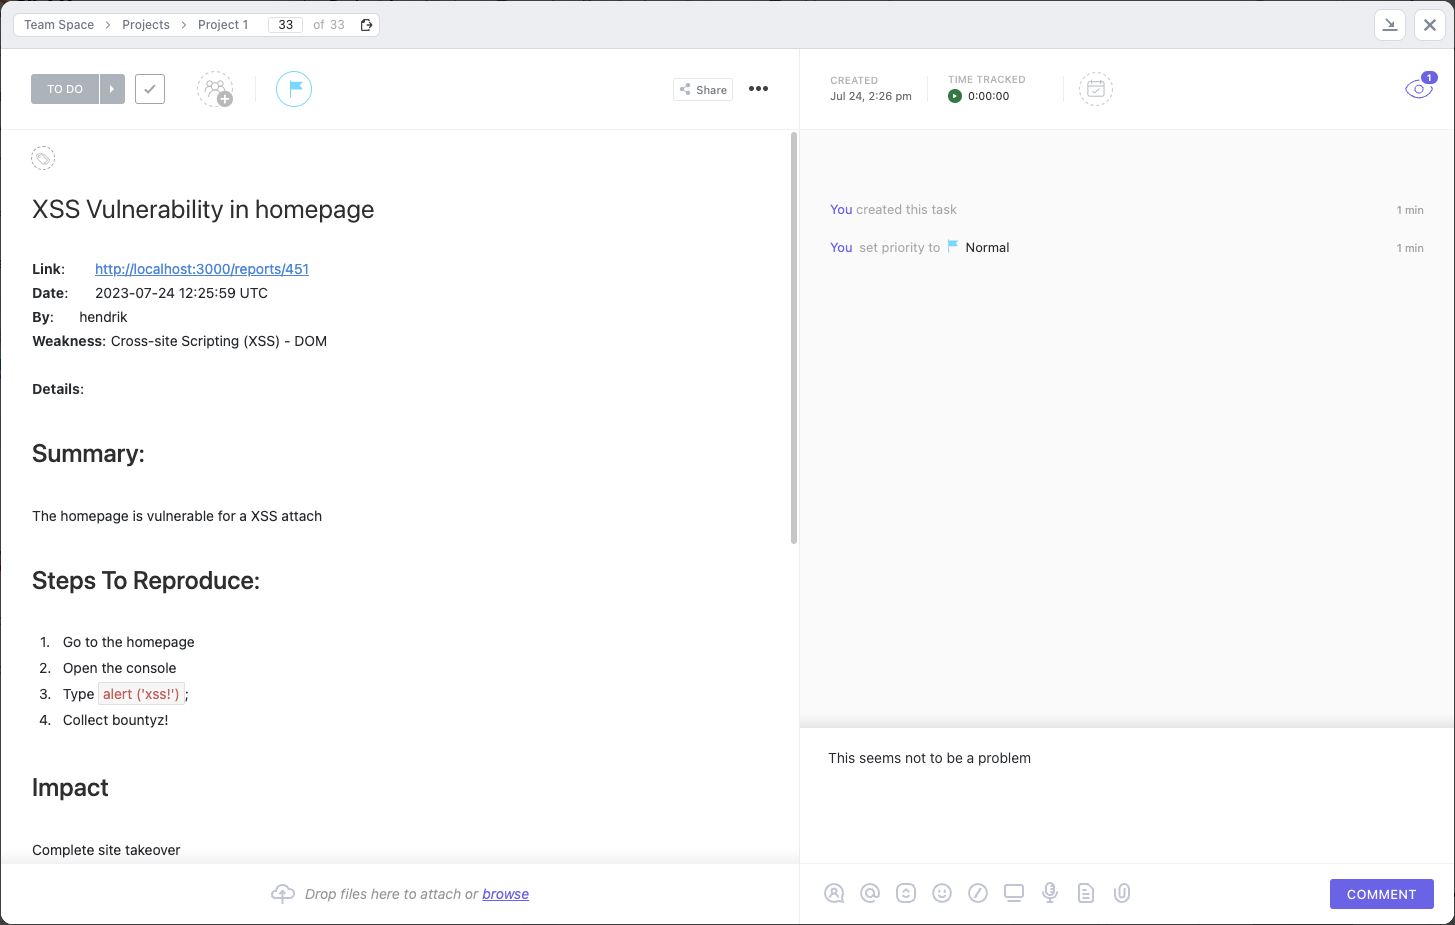 Team Space > Projects > Project 1 33 of 33
TO DO
Share
CREATED
Jul 24, 2:26 pm
TIME TRACKED
0:00:00
1
XSS Vulnerability in homepage
Link: http://localhost:3000/reports/451
Date: 2023-07-24 12:25:59 UTC
By: hendrik
Weakness: Cross-site Scripting (XSS) - DOM
Details:
Summary:
The homepage is vulnerable for a XSS attach
Steps To Reproduce:
1. Go to the homepage
2. Open the console
3. Type alert ('xss!') ;
4. Collect bountyz!
Impact
Complete site takeover
Drop files here to attach or browse
You created this task 1 min
You set priority to Normal 1 min
This seems not to be a problem
COMMENT